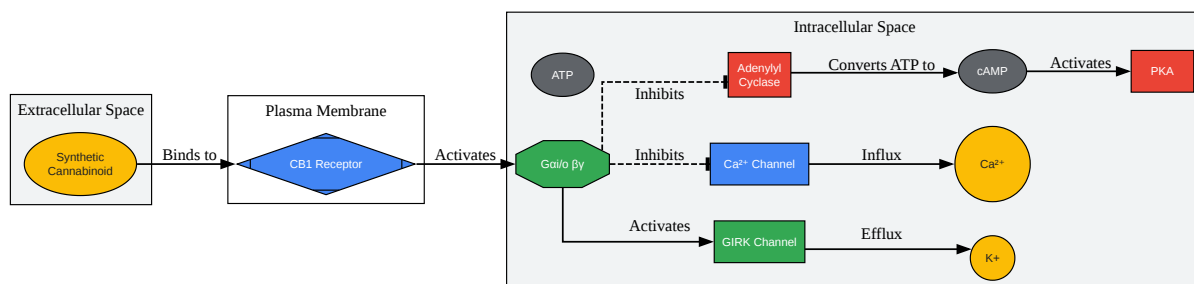 Extracellular Space
Synthetic
Cannabinoid
Binds to
Plasma Membrane
CB1 Receptor
Activates
Intracellular Space
ATP
Gαi/o βγ
Inhibits
Adenylyl
Cyclase
Converts ATP to
cAMP
Activates
PKA
Inhibits
Ca²⁺ Channel
Influx
Ca²⁺
Activates
GIRK Channel
Efflux
K+